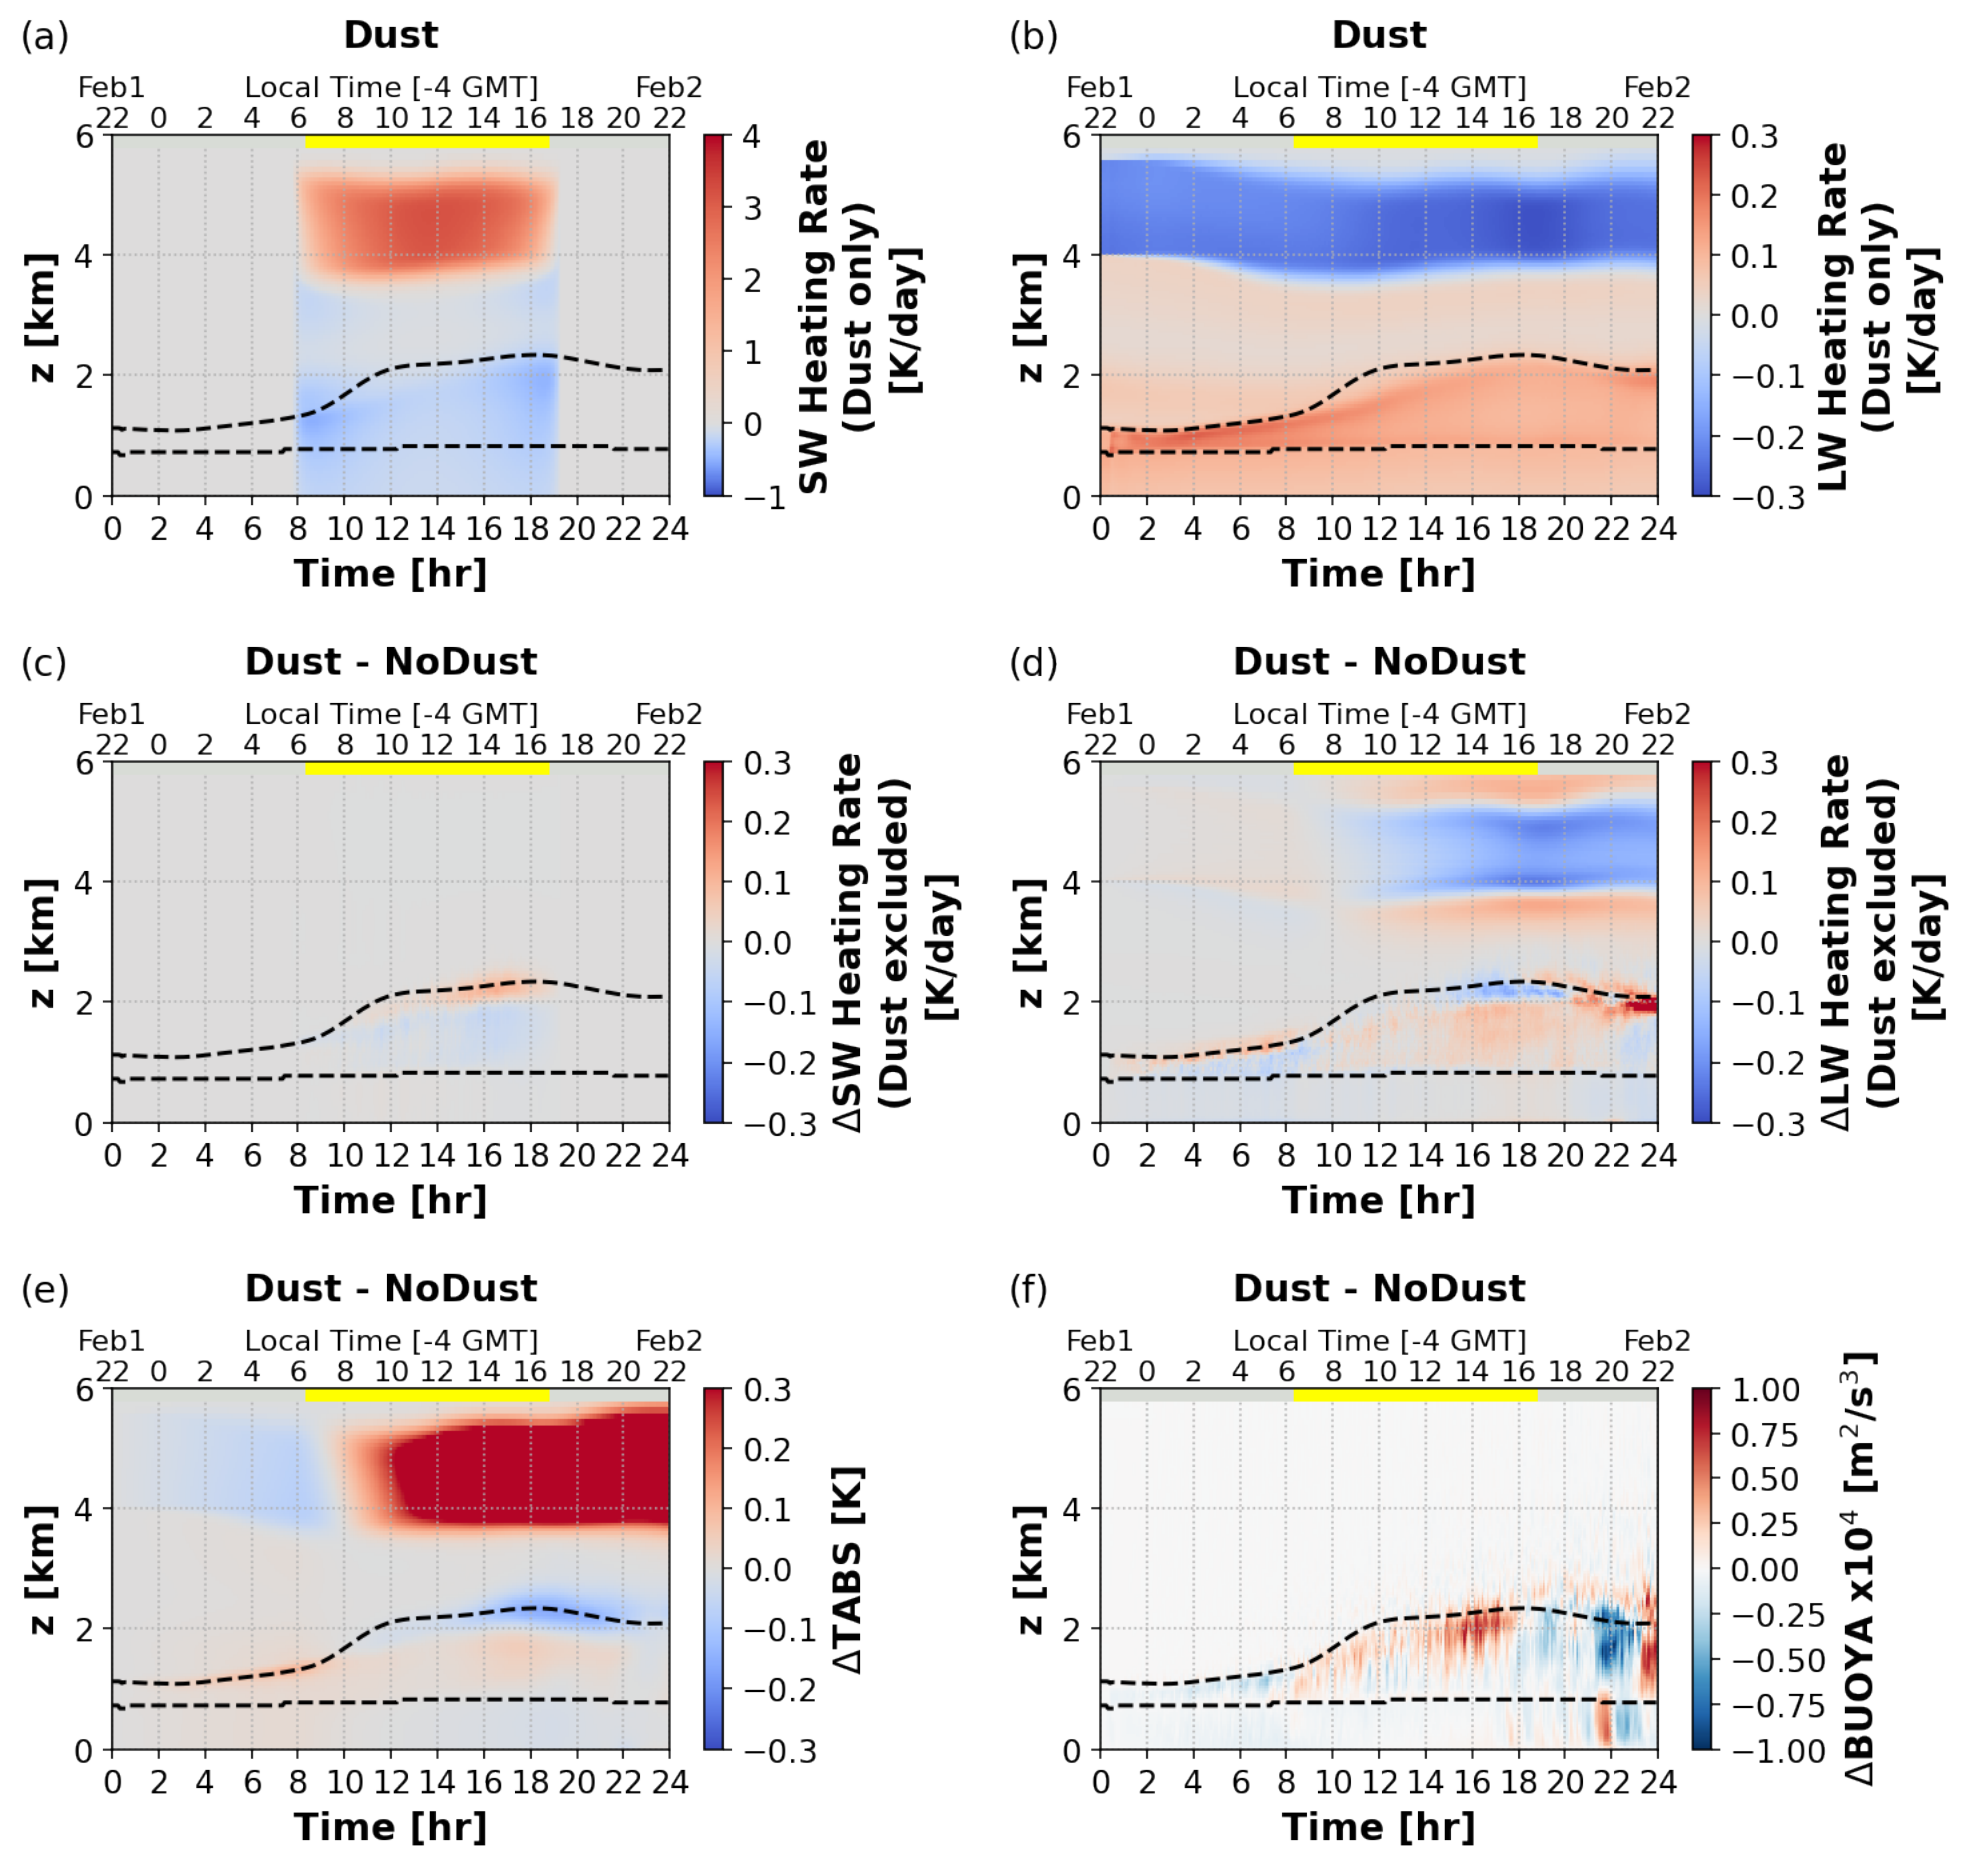 (a) Dust
Feb1 Local Time [-4 GMT] Feb2
22 0 2 4 6 8 10 12 14 16 18 20 22
6
4
2
0
z [km]
0 2 4 6 8 10 12 14 16 18 20 22 24
Time [hr]
4
3
2
1
0
−1
SW Heating Rate
(Dust only)
[K/day]
(b) Dust
Feb1 Local Time [-4 GMT] Feb2
22 0 2 4 6 8 10 12 14 16 18 20 22
6
4
2
0
z [km]
0 2 4 6 8 10 12 14 16 18 20 22 24
Time [hr]
0.3
0.2
0.1
0.0
−0.1
−0.2
−0.3
LW Heating Rate
(Dust only)
[K/day]
(c) Dust - NoDust
Feb1 Local Time [-4 GMT] Feb2
22 0 2 4 6 8 10 12 14 16 18 20 22
6
4
2
0
z [km]
0 2 4 6 8 10 12 14 16 18 20 22 24
Time [hr]
0.3
0.2
0.1
0.0
−0.1
−0.2
−0.3
ΔSW Heating Rate
(Dust excluded)
[K/day]
(d) Dust - NoDust
Feb1 Local Time [-4 GMT] Feb2
22 0 2 4 6 8 10 12 14 16 18 20 22
6
4
2
0
z [km]
0 2 4 6 8 10 12 14 16 18 20 22 24
Time [hr]
0.3
0.2
0.1
0.0
−0.1
−0.2
−0.3
ΔLW Heating Rate
(Dust excluded)
[K/day]
(e) Dust - NoDust
Feb1 Local Time [-4 GMT] Feb2
22 0 2 4 6 8 10 12 14 16 18 20 22
6
4
2
0
z [km]
0 2 4 6 8 10 12 14 16 18 20 22 24
Time [hr]
0.3
0.2
0.1
0.0
−0.1
−0.2
−0.3
ΔTABS [K]
(f) Dust - NoDust
Feb1 Local Time [-4 GMT] Feb2
22 0 2 4 6 8 10 12 14 16 18 20 22
6
4
2
0
z [km]
0 2 4 6 8 10 12 14 16 18 20 22 24
Time [hr]
1.00
0.75
0.50
0.25
0.00
−0.25
−0.50
−0.75
−1.00
ΔBUOYA x10⁴ [m²/s³]